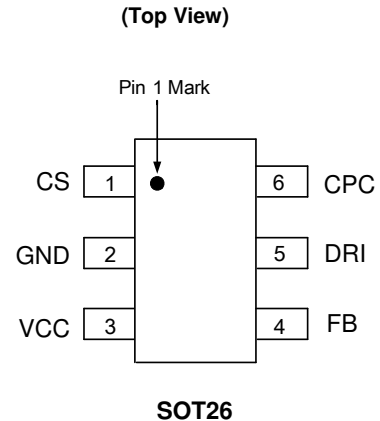 (Top View)
Pin 1 Mark
CS 1 6 CPC
GND 2 5 DRI
VCC 3 4 FB
SOT26